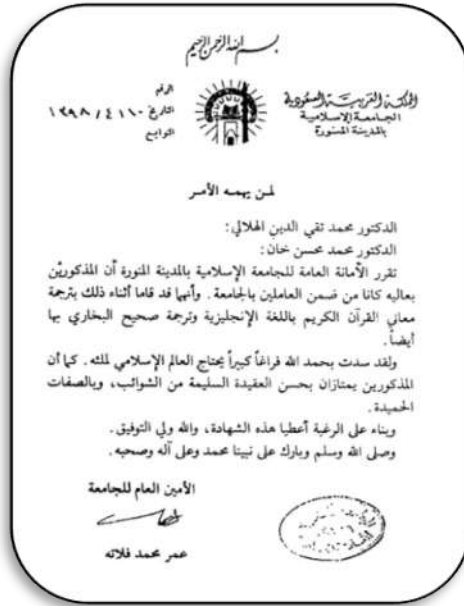 بسم الله الرحمن الرحيم
المملكة العربية السعودية
الجامعة الإسلامية
بالمدينة المنورة
الرقم
التاريخ ١٣٩٨/٤/١٠
التوابع
لمن يهمه الأمر
الدكتور محمد تقي الدين الهلالي:
الدكتور محمد محسن خان:
تقرر الأمانة العامة للجامعة الإسلامية بالمدينة المنورة أن المذكورين
بعاليه كانا من ضمن العاملين بالجامعة. وأنهما قد قاما أثناء ذلك بترجمة
معاني القرآن الكريم باللغة الإنجليزية وترجمة صحيح البخاري بها
أيضاً.
ولقد سدت بحمد الله فراغاً كبيراً يحتاج العالم الإسلامي لملئه. كما أن
المذكورين يمتازان بحسن العقيدة السليمة من الشوائب، وبالصفات
الحميدة.
وبناء على الرغبة أعطيا هذه الشهادة، والله ولي التوفيق.
وصلى الله وسلم وبارك على نبينا محمد وعلى آله وصحبه.
الأمين العام للجامعة
عمر محمد فلاته